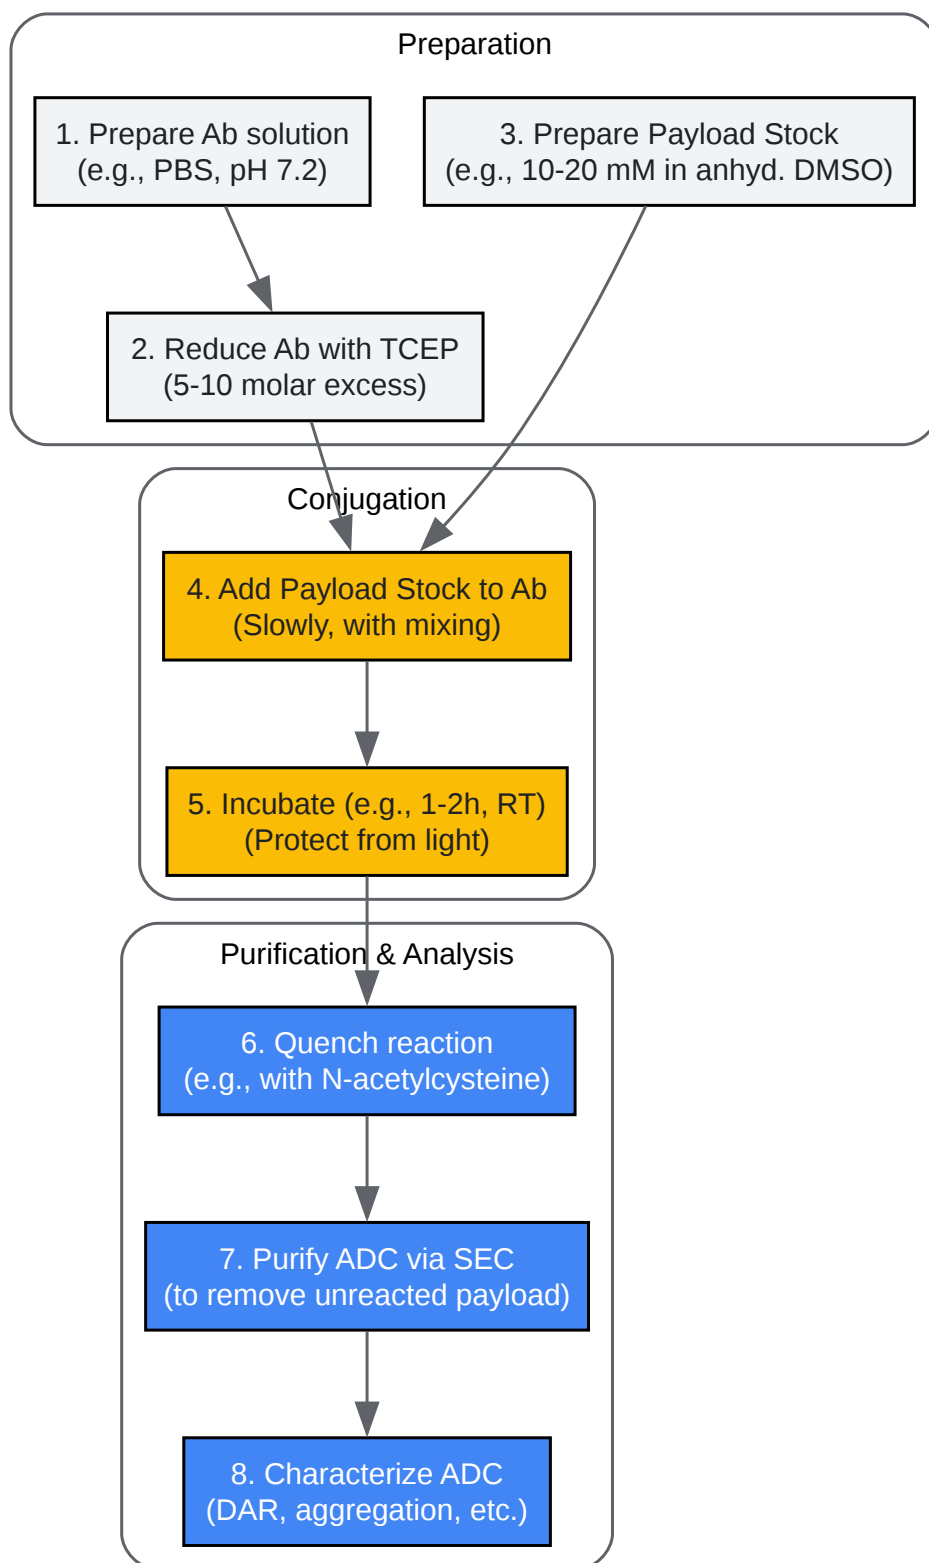 Preparation
1. Prepare Ab solution
(e.g., PBS, pH 7.2)
3. Prepare Payload Stock
(e.g., 10-20 mM in anhyd. DMSO)
2. Reduce Ab with TCEP
(5-10 molar excess)
Conjugation
4. Add Payload Stock to Ab
(Slowly, with mixing)
5. Incubate (e.g., 1-2h, RT)
(Protect from light)
Purification & Analysis
6. Quench reaction
(e.g., with N-acetylcysteine)
7. Purify ADC via SEC
(to remove unreacted payload)
8. Characterize ADC
(DAR, aggregation, etc.)